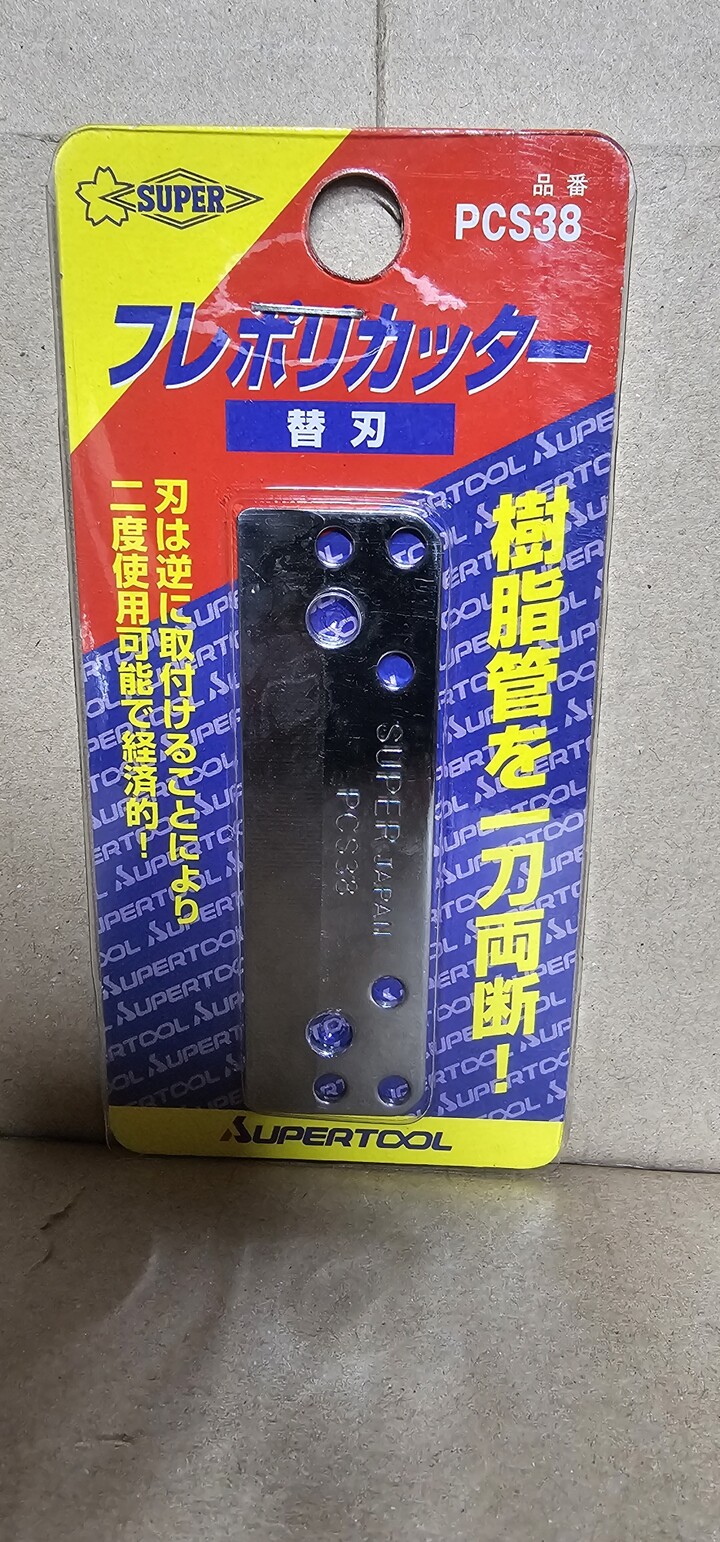 SUPER
品番
PCS38
フレポリカッター
替刃
樹脂管を一刀両断!
刃は逆に取付けることにより
二度使用可能で経済的!
SUPER JAPAN
PCS38
SUPERTOOL